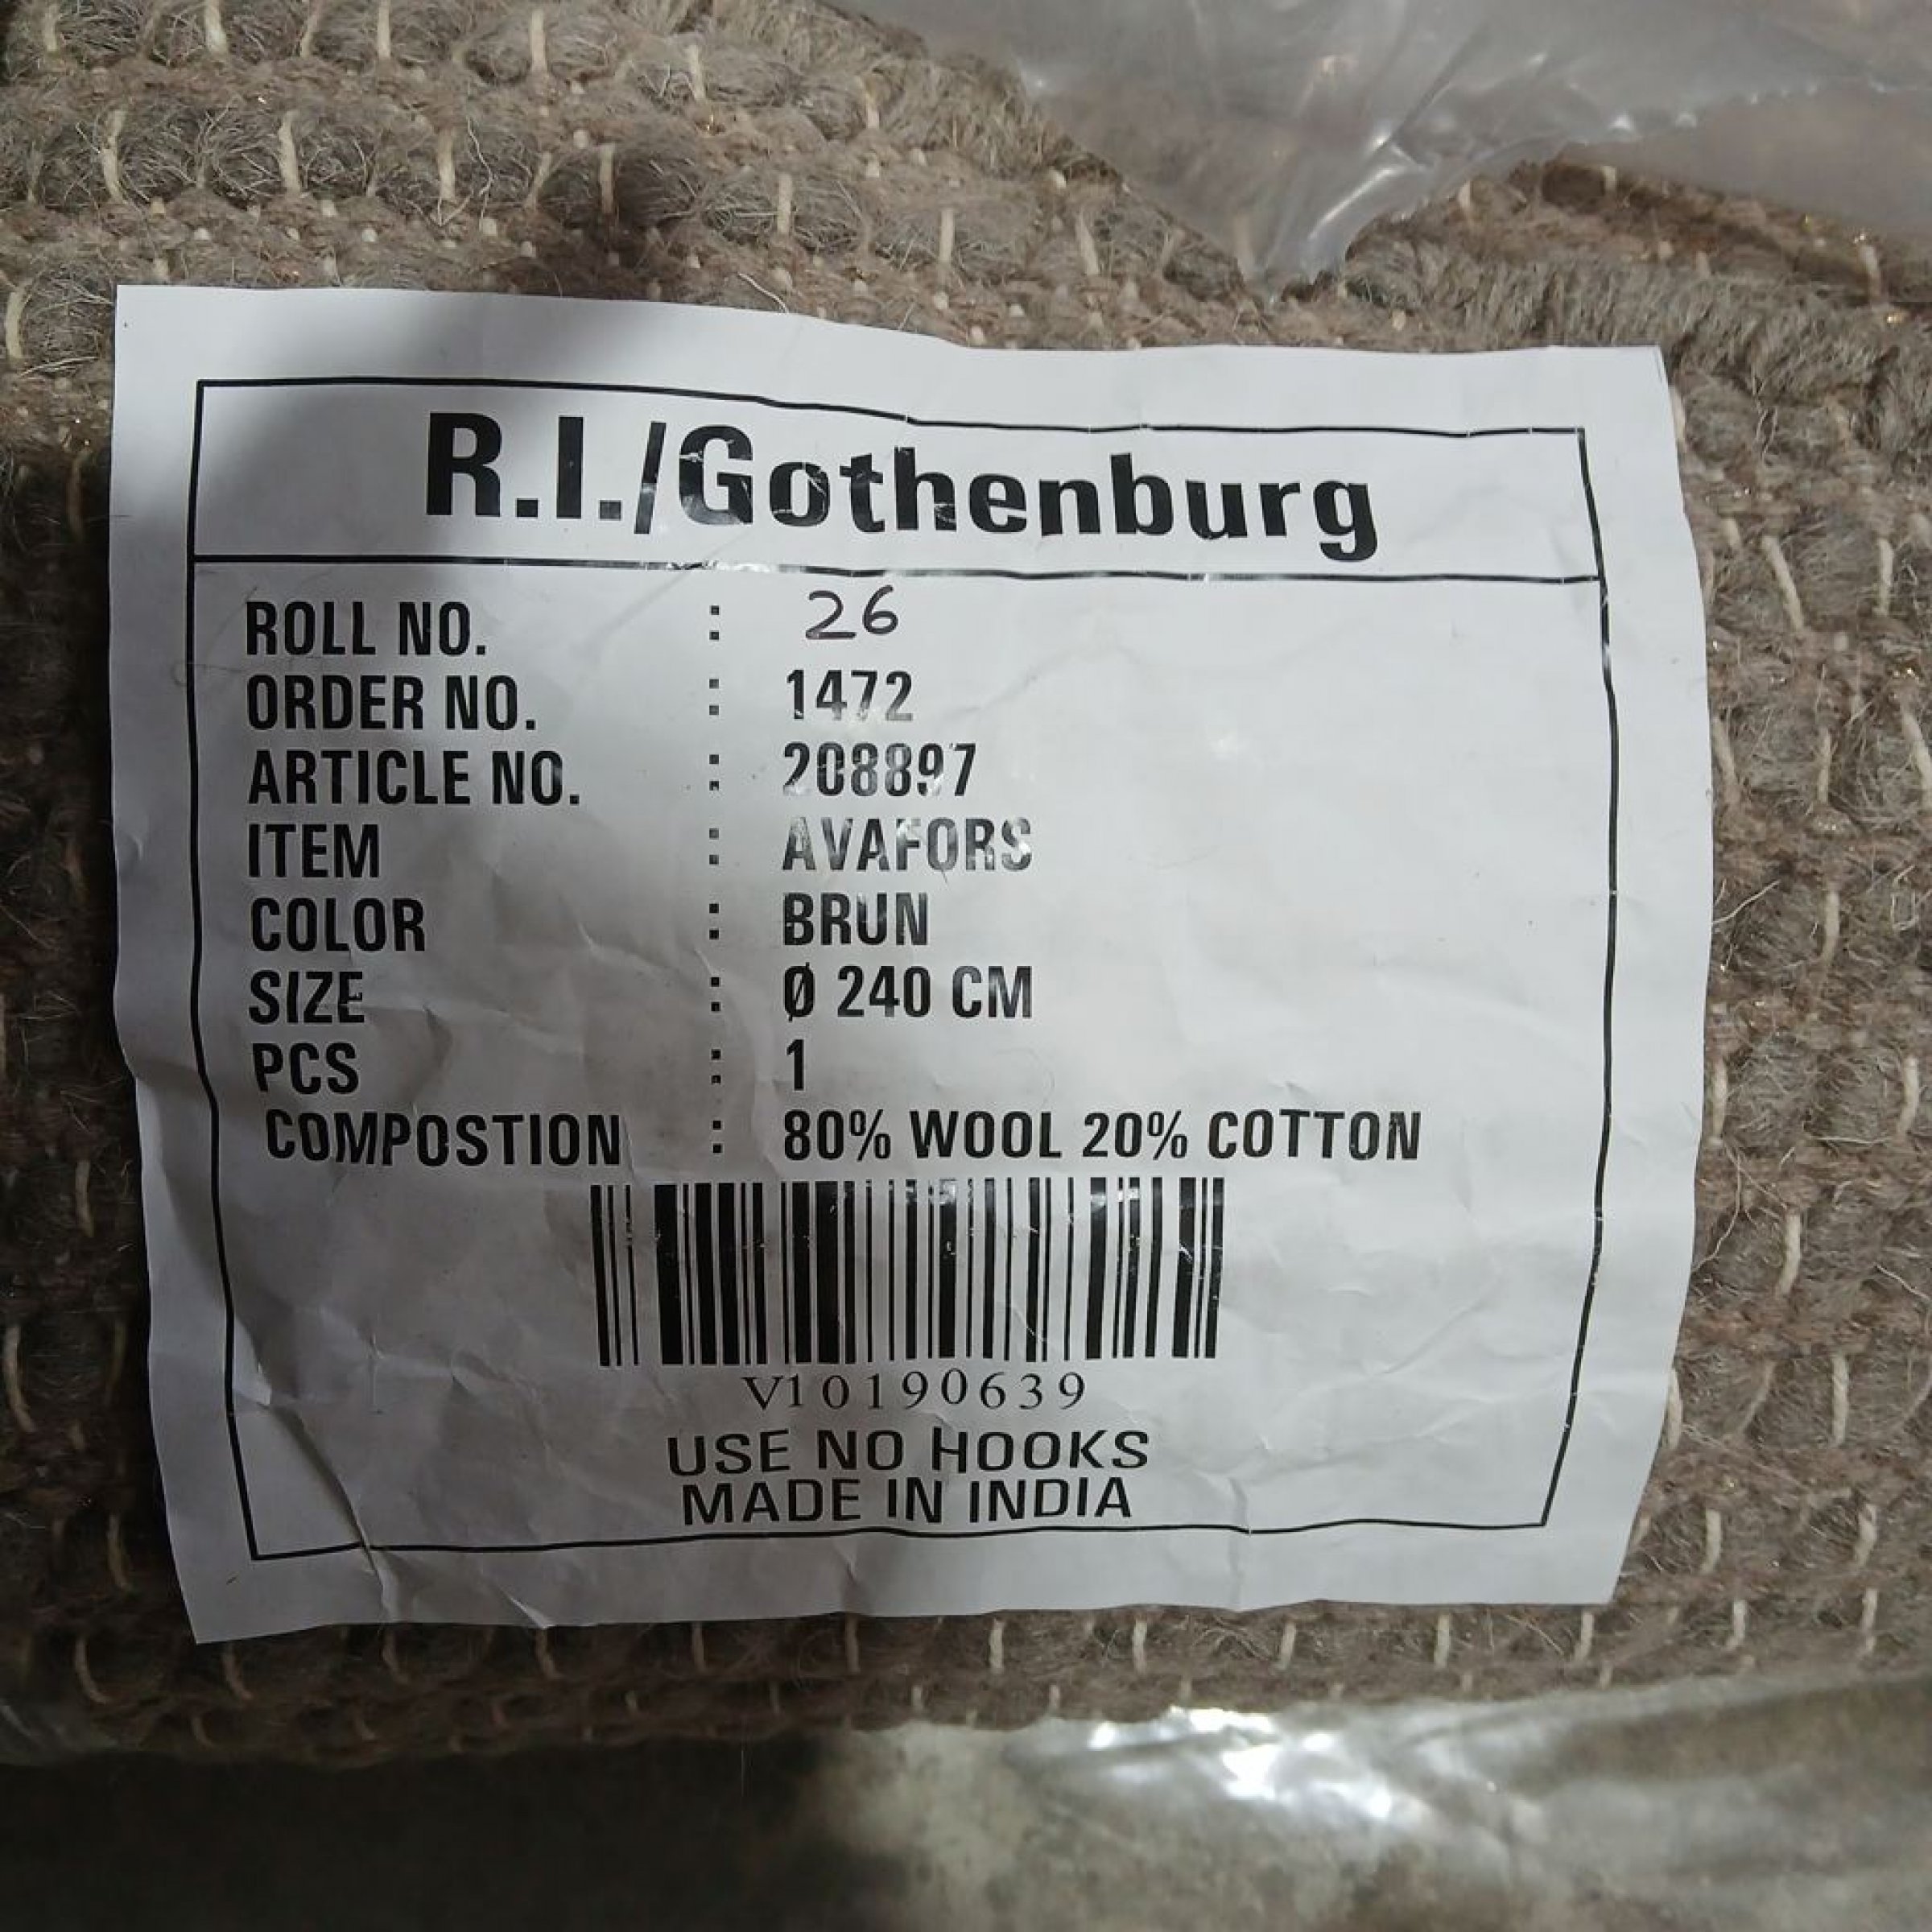 R.I./Gothenburg
ROLL NO. : 26
ORDER NO. : 1472
ARTICLE NO. : 208897
ITEM : AVAFORS
COLOR : BRUN
SIZE : Ø 240 CM
PCS : 1
COMPOSTION : 80% WOOL 20% COTTON
V10190639
USE NO HOOKS
MADE IN INDIA